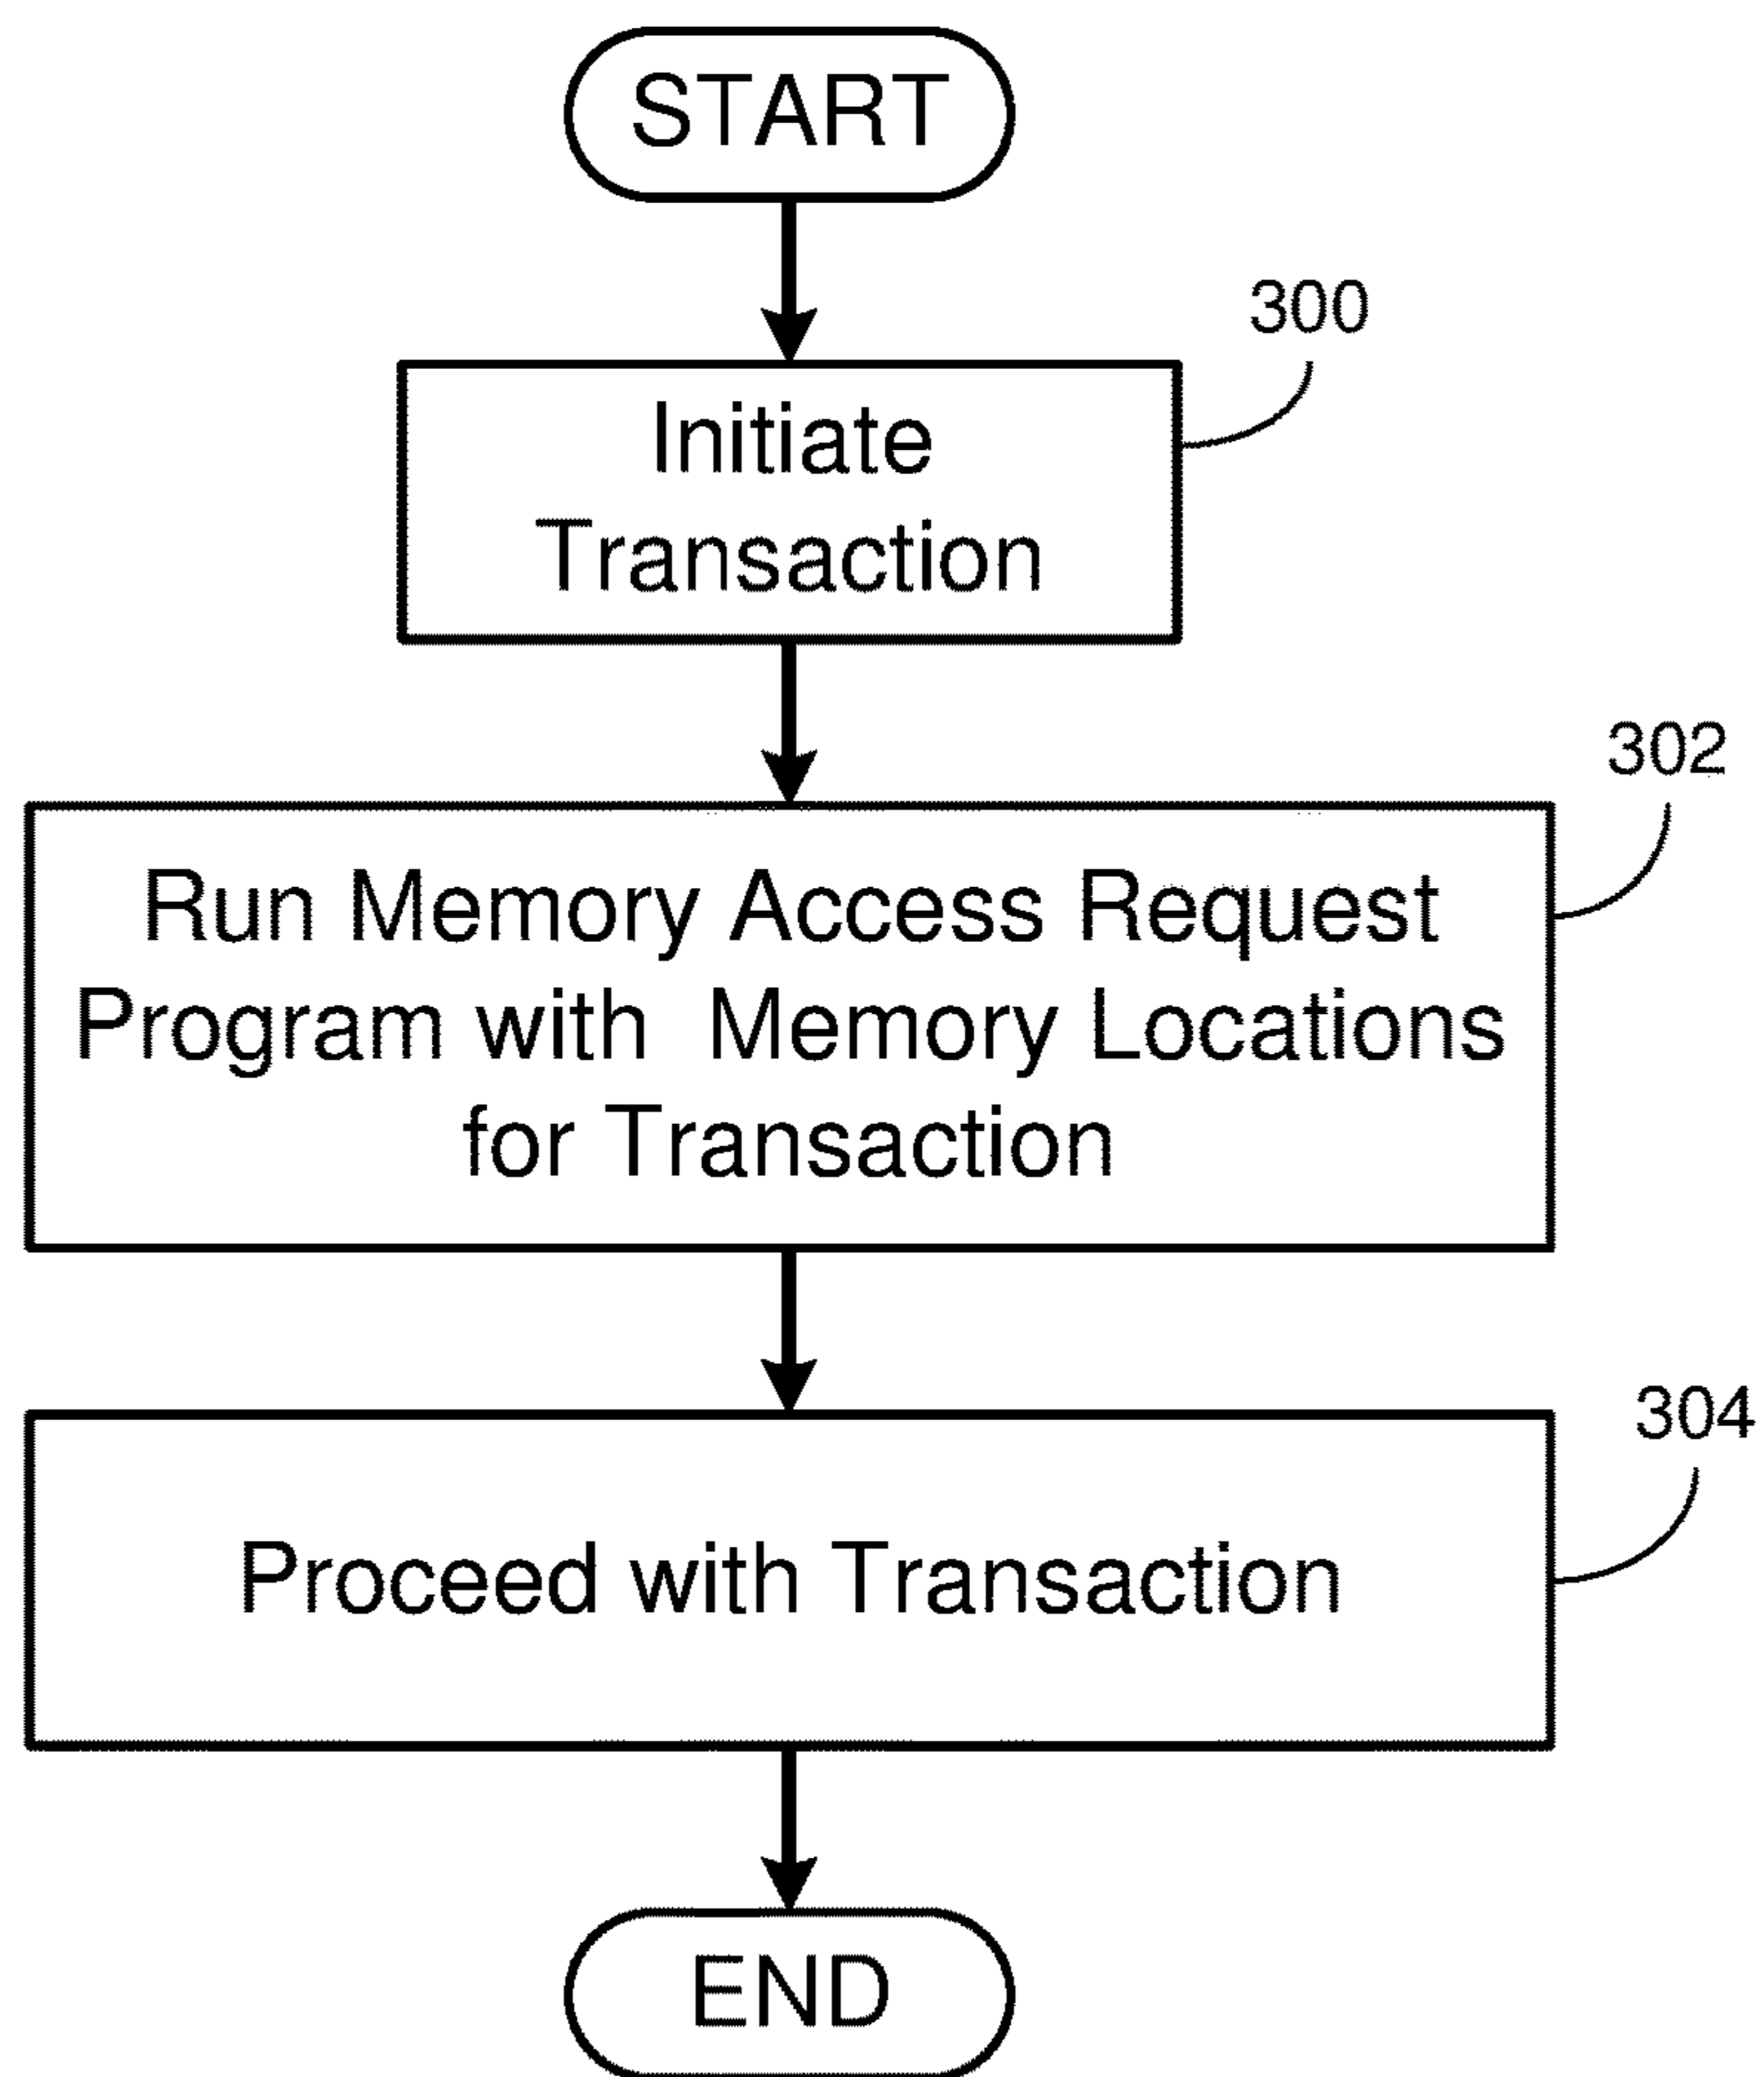 START
300
Initiate
Transaction
302
Run Memory Access Request
Program with Memory Locations
for Transaction
304
Proceed with Transaction
END